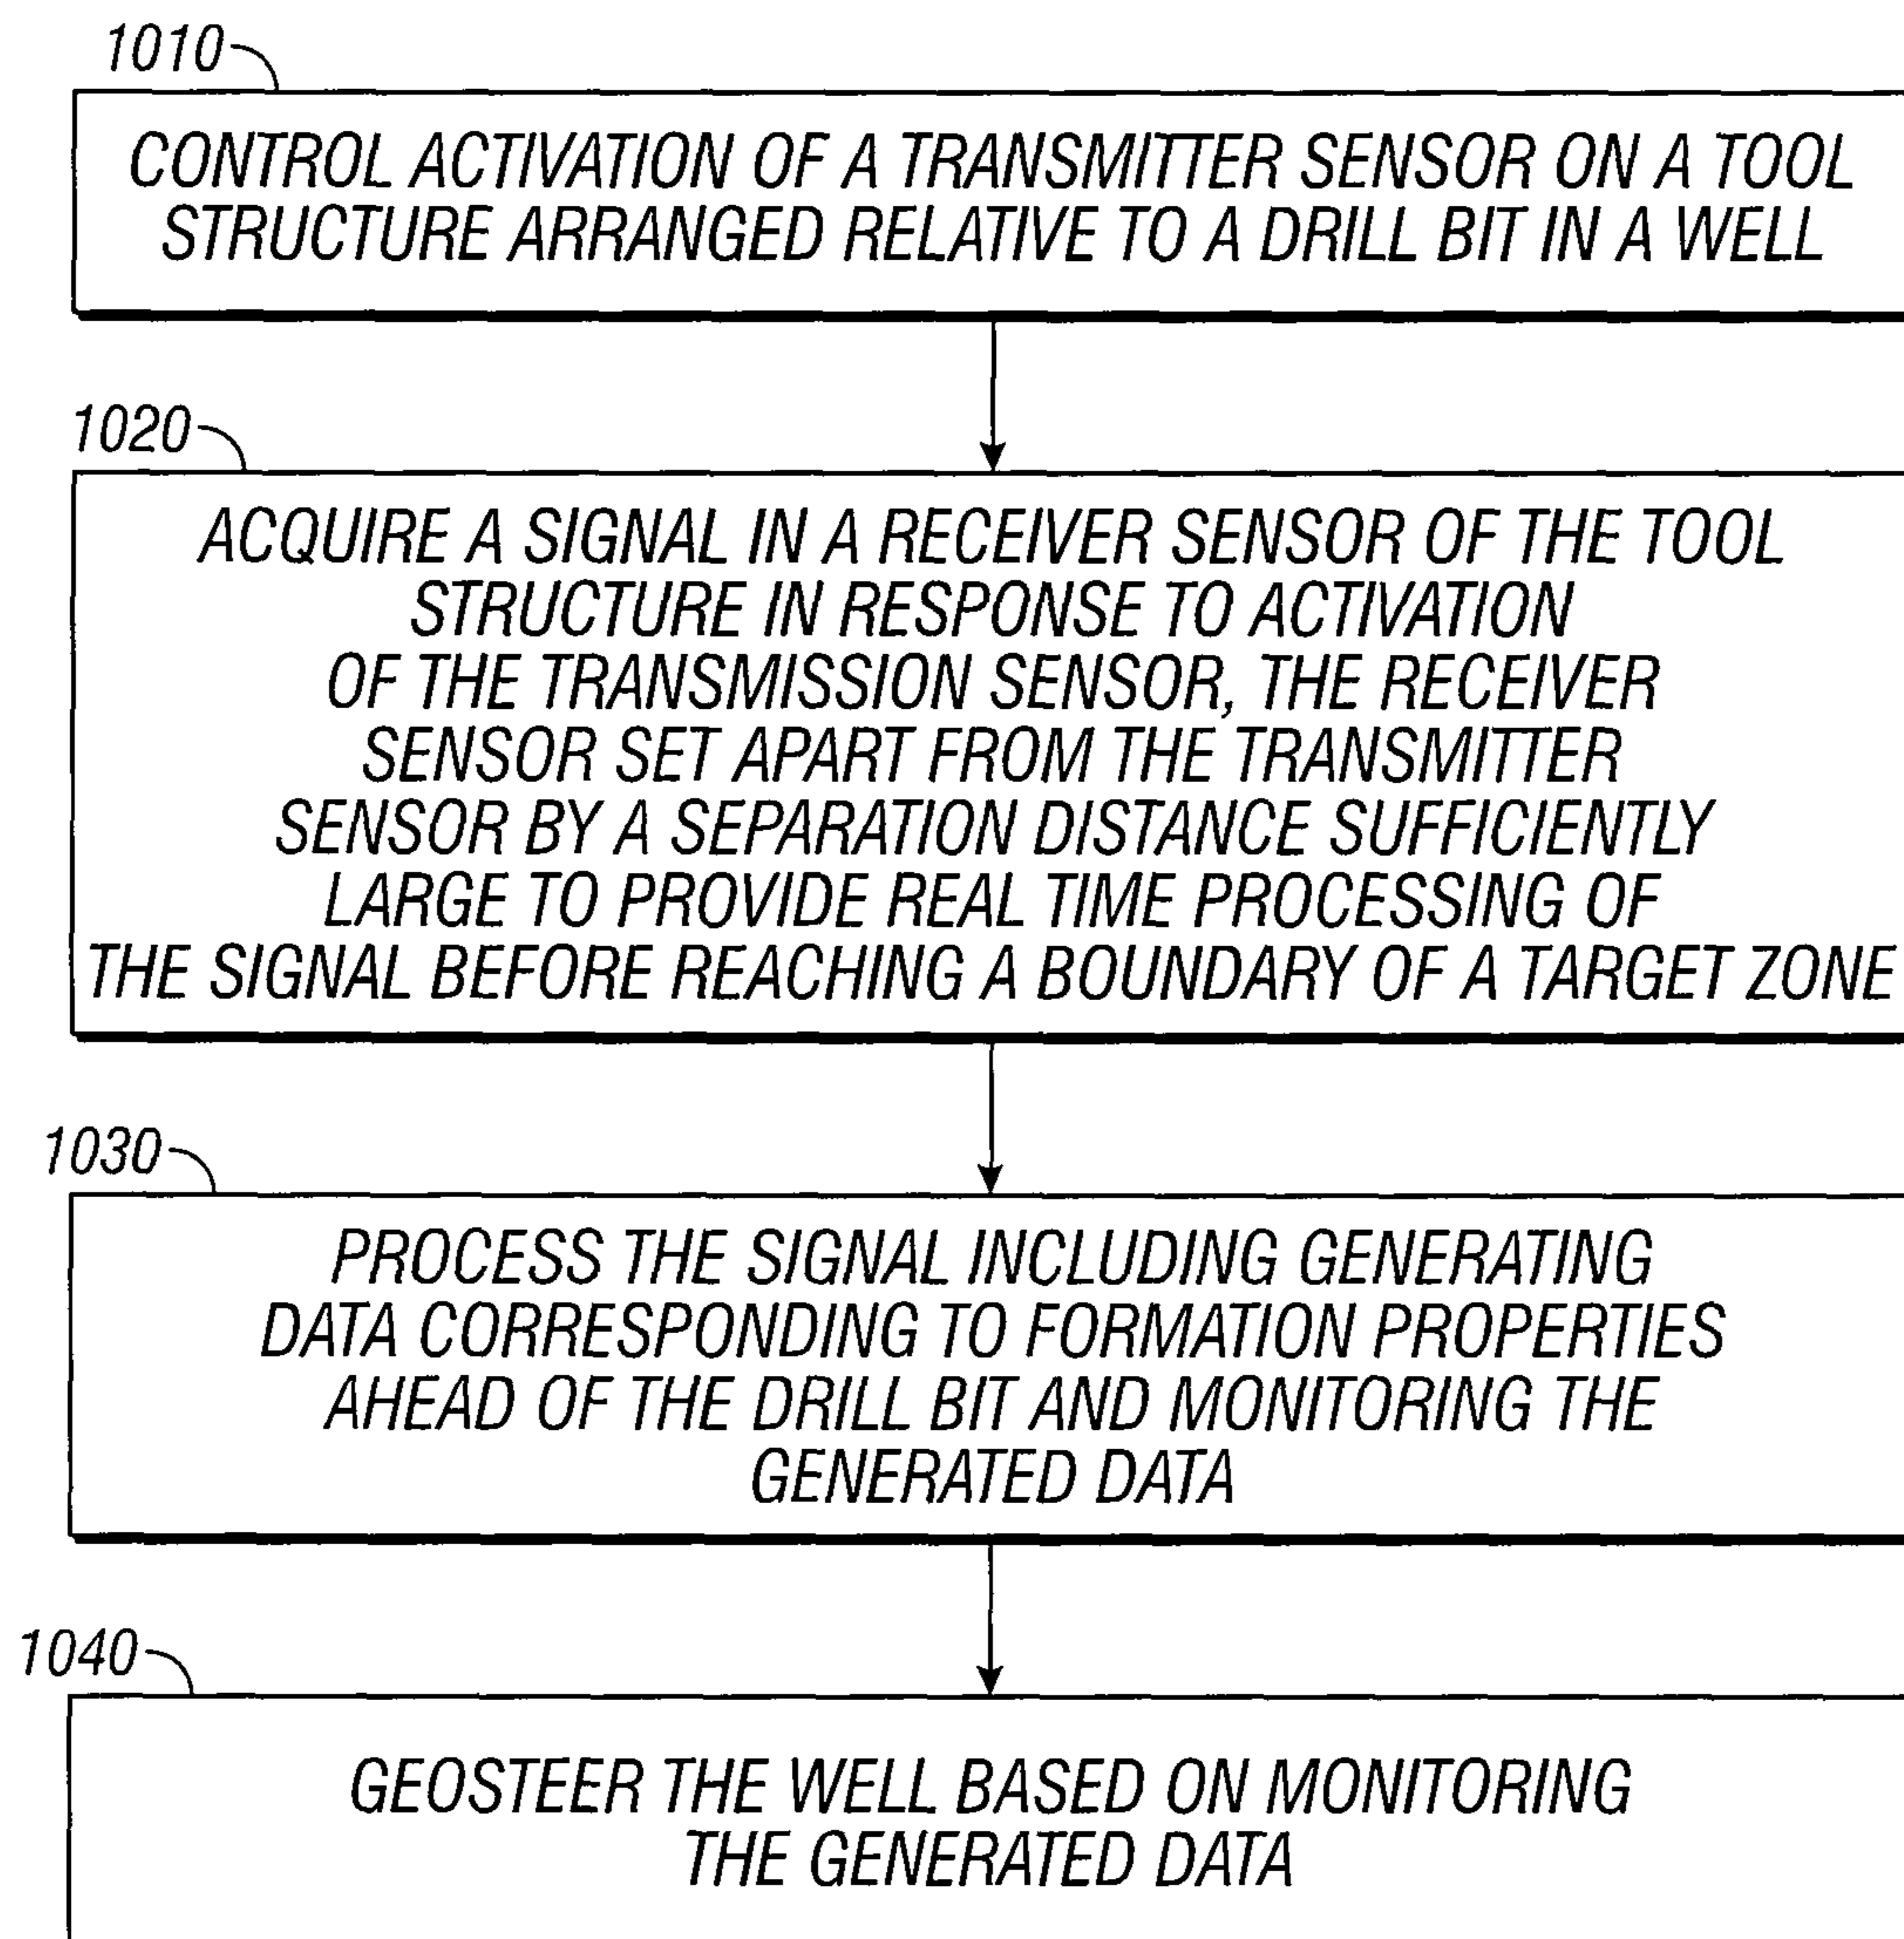 1010
CONTROL ACTIVATION OF A TRANSMITTER SENSOR ON A TOOL
STRUCTURE ARRANGED RELATIVE TO A DRILL BIT IN A WELL
1020
ACQUIRE A SIGNAL IN A RECEIVER SENSOR OF THE TOOL
STRUCTURE IN RESPONSE TO ACTIVATION
OF THE TRANSMISSION SENSOR, THE RECEIVER
SENSOR SET APART FROM THE TRANSMITTER
SENSOR BY A SEPARATION DISTANCE SUFFICIENTLY
LARGE TO PROVIDE REAL TIME PROCESSING OF
THE SIGNAL BEFORE REACHING A BOUNDARY OF A TARGET ZONE
1030
PROCESS THE SIGNAL INCLUDING GENERATING
DATA CORRESPONDING TO FORMATION PROPERTIES
AHEAD OF THE DRILL BIT AND MONITORING THE
GENERATED DATA
1040
GEOSTEER THE WELL BASED ON MONITORING
THE GENERATED DATA